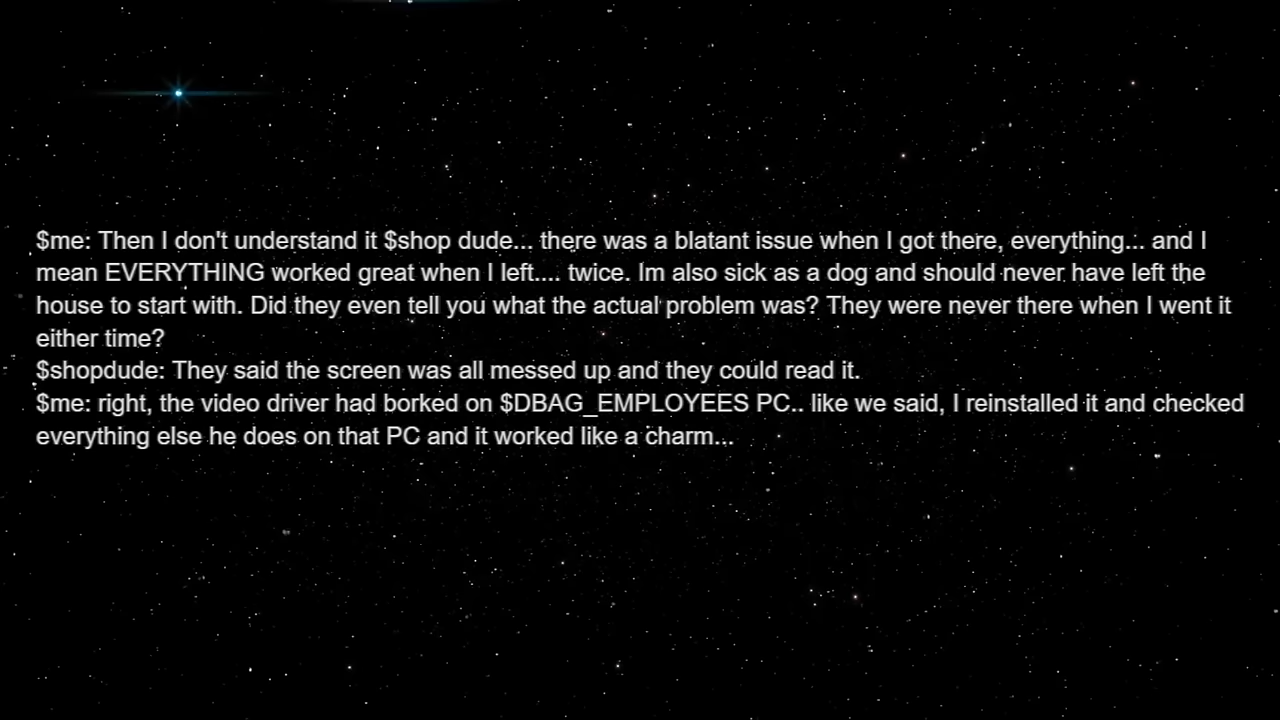 $me: Then I don't understand it $shop dude... there was a blatant issue when I got there, everything... and I
mean EVERYTHING worked great when I left.... twice. Im also sick as a dog and should never have left the
house to start with. Did they even tell you what the actual problem was? They were never there when I went it
either time?
$shopdude: They said the screen was all messed up and they could read it.
$me: right, the video driver had borked on $DBAG_EMPLOYEES PC.. like we said, I reinstalled it and checked
everything else he does on that PC and it worked like a charm...